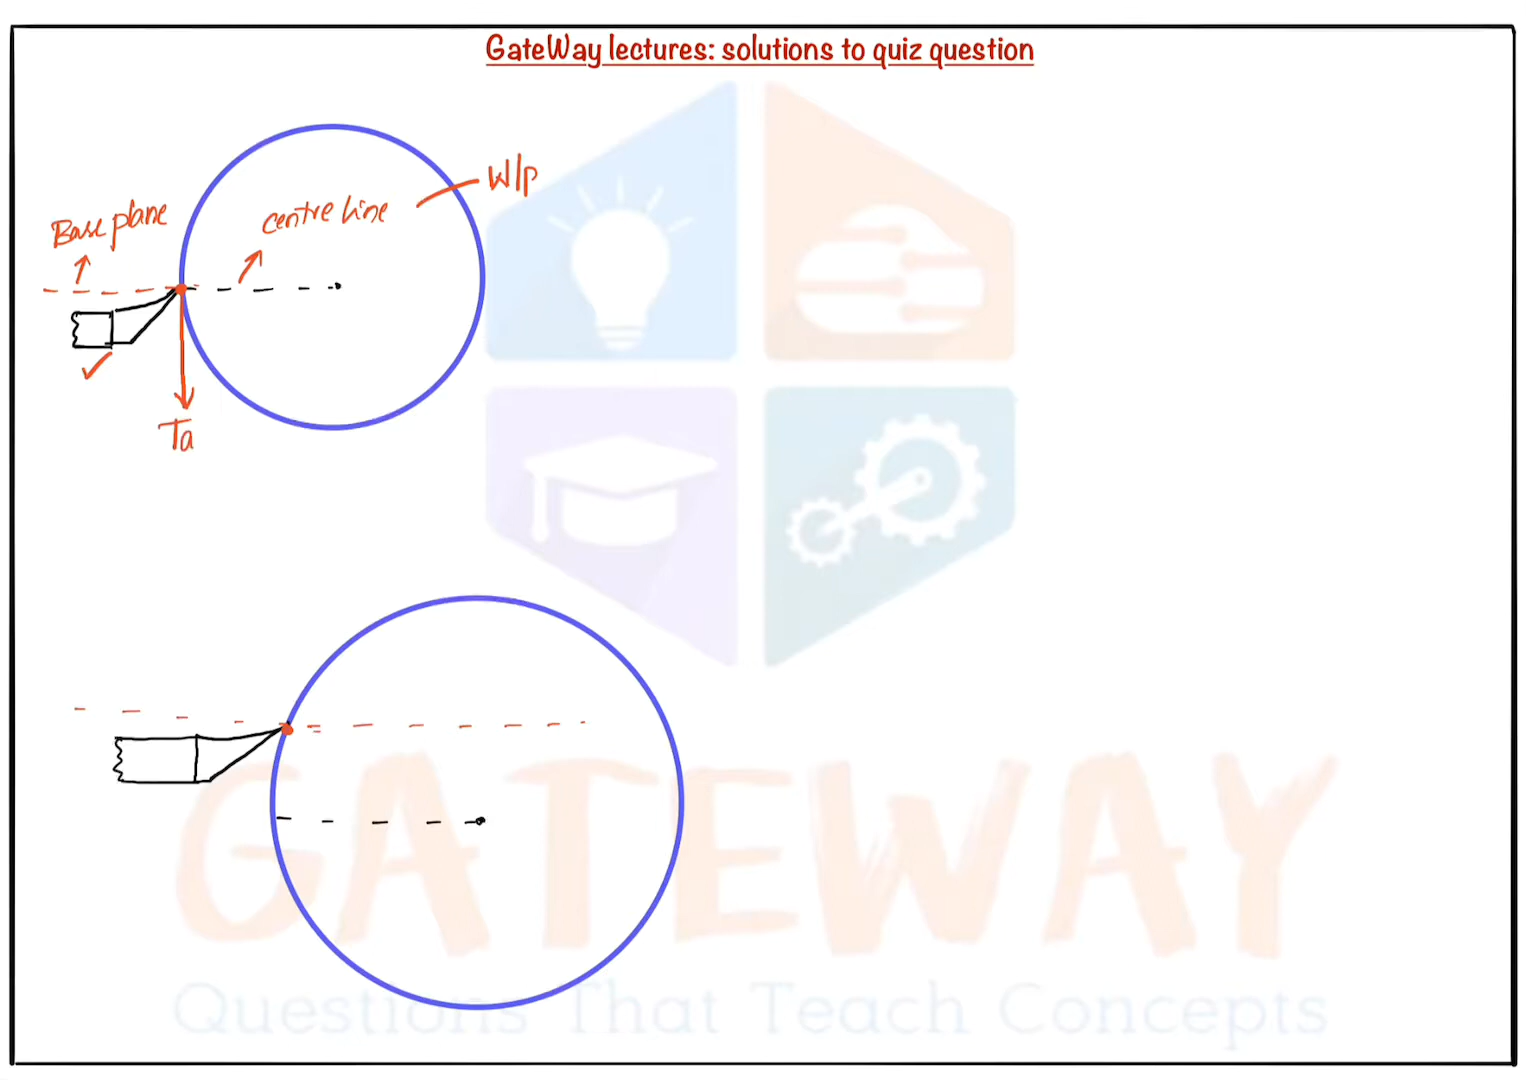 GateWay lectures: solutions to quiz question
W/P
Base plane
centre line
Ta
GATEWAY
Questions That Teach Concepts